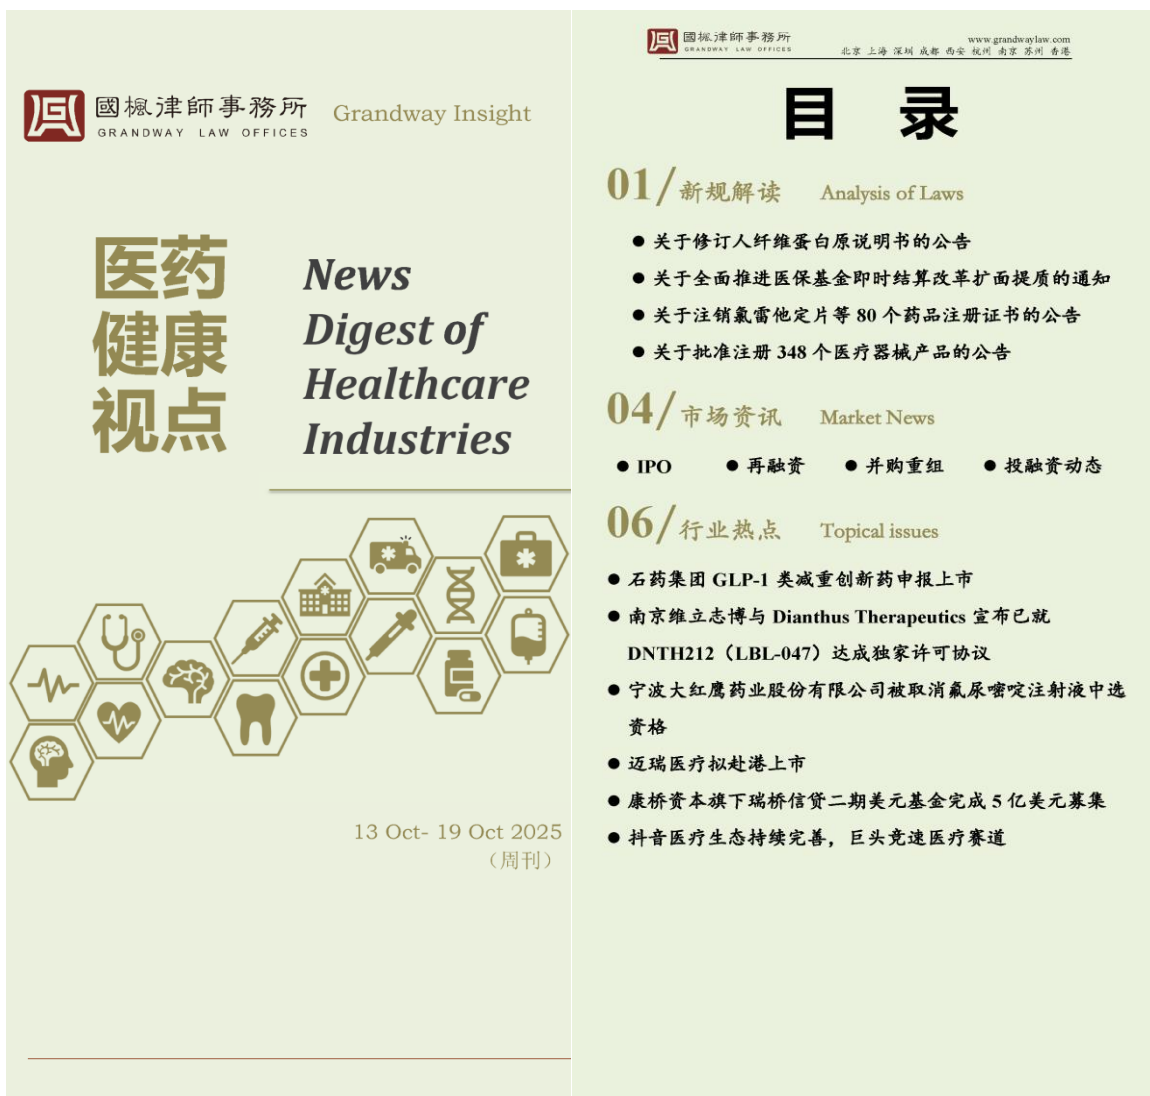 國楓律師事務所
GRANDWAY LAW OFFICES
Grandway Insight
医药
健康
视点
News
Digest of
Healthcare
Industries
13 Oct- 19 Oct 2025
（周刊）
國楓律師事務所
GRANDWAY LAW OFFICES
www.grandwaylaw.com
北京 上海 深圳 成都 西安 杭州 南京 苏州 香港
目 录
01/新规解读 Analysis of Laws
● 关于修订人纤维蛋白原说明书的公告
● 关于全面推进医保基金即时结算改革扩面提质的通知
● 关于注销氯雷他定片等 80 个药品注册证书的公告
● 关于批准注册 348 个医疗器械产品的公告
04/市场资讯 Market News
● IPO ● 再融资 ● 并购重组 ● 投融资动态
06/行业热点 Topical issues
● 石药集团 GLP-1 类减重创新药申报上市
● 南京维立志博与 Dianthus Therapeutics 宣布已就
DNTH212（LBL-047）达成独家许可协议
● 宁波大红鹰药业股份有限公司被取消氟尿嘧啶注射液中选
资格
● 迈瑞医疗拟赴港上市
● 康桥资本旗下瑞桥信贷二期美元基金完成 5 亿美元募集
● 抖音医疗生态持续完善，巨头竞速医疗赛道